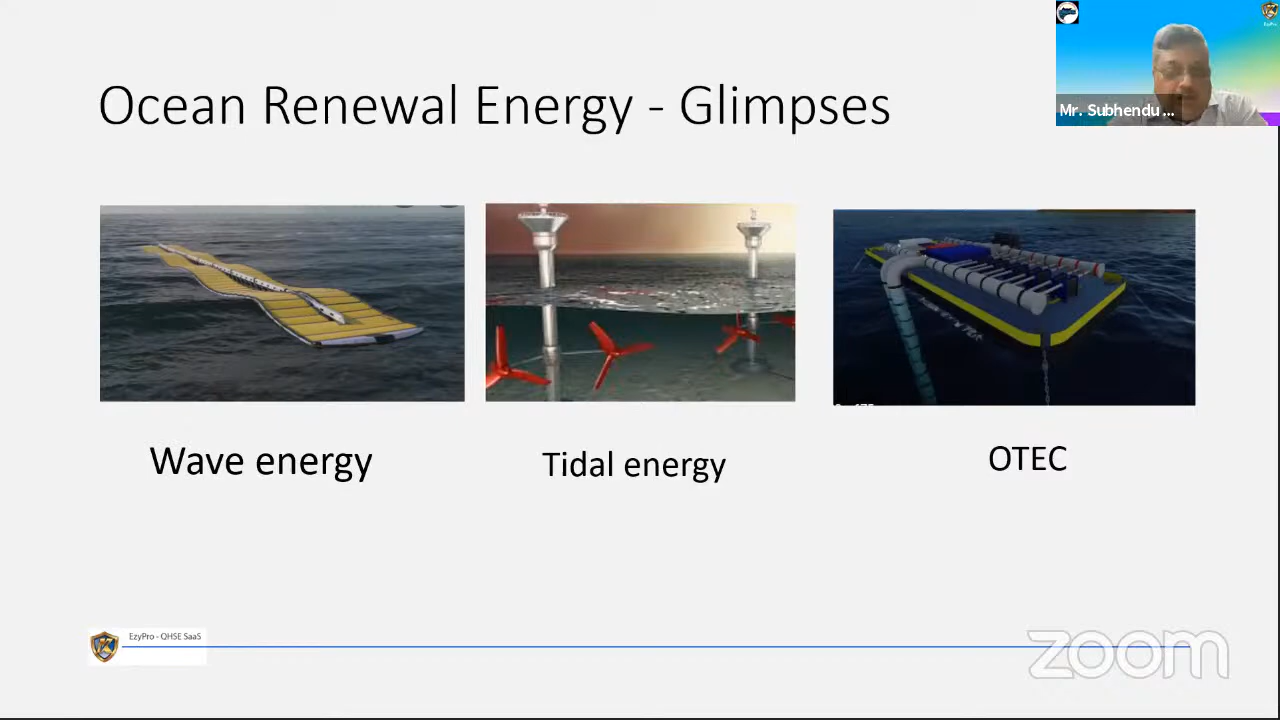 Ocean Renewal Energy - Glimpses
Mr. Subhendu ...
Wave energy
Tidal energy
OTEC
EzyPro - QHSE SaaS
zoom